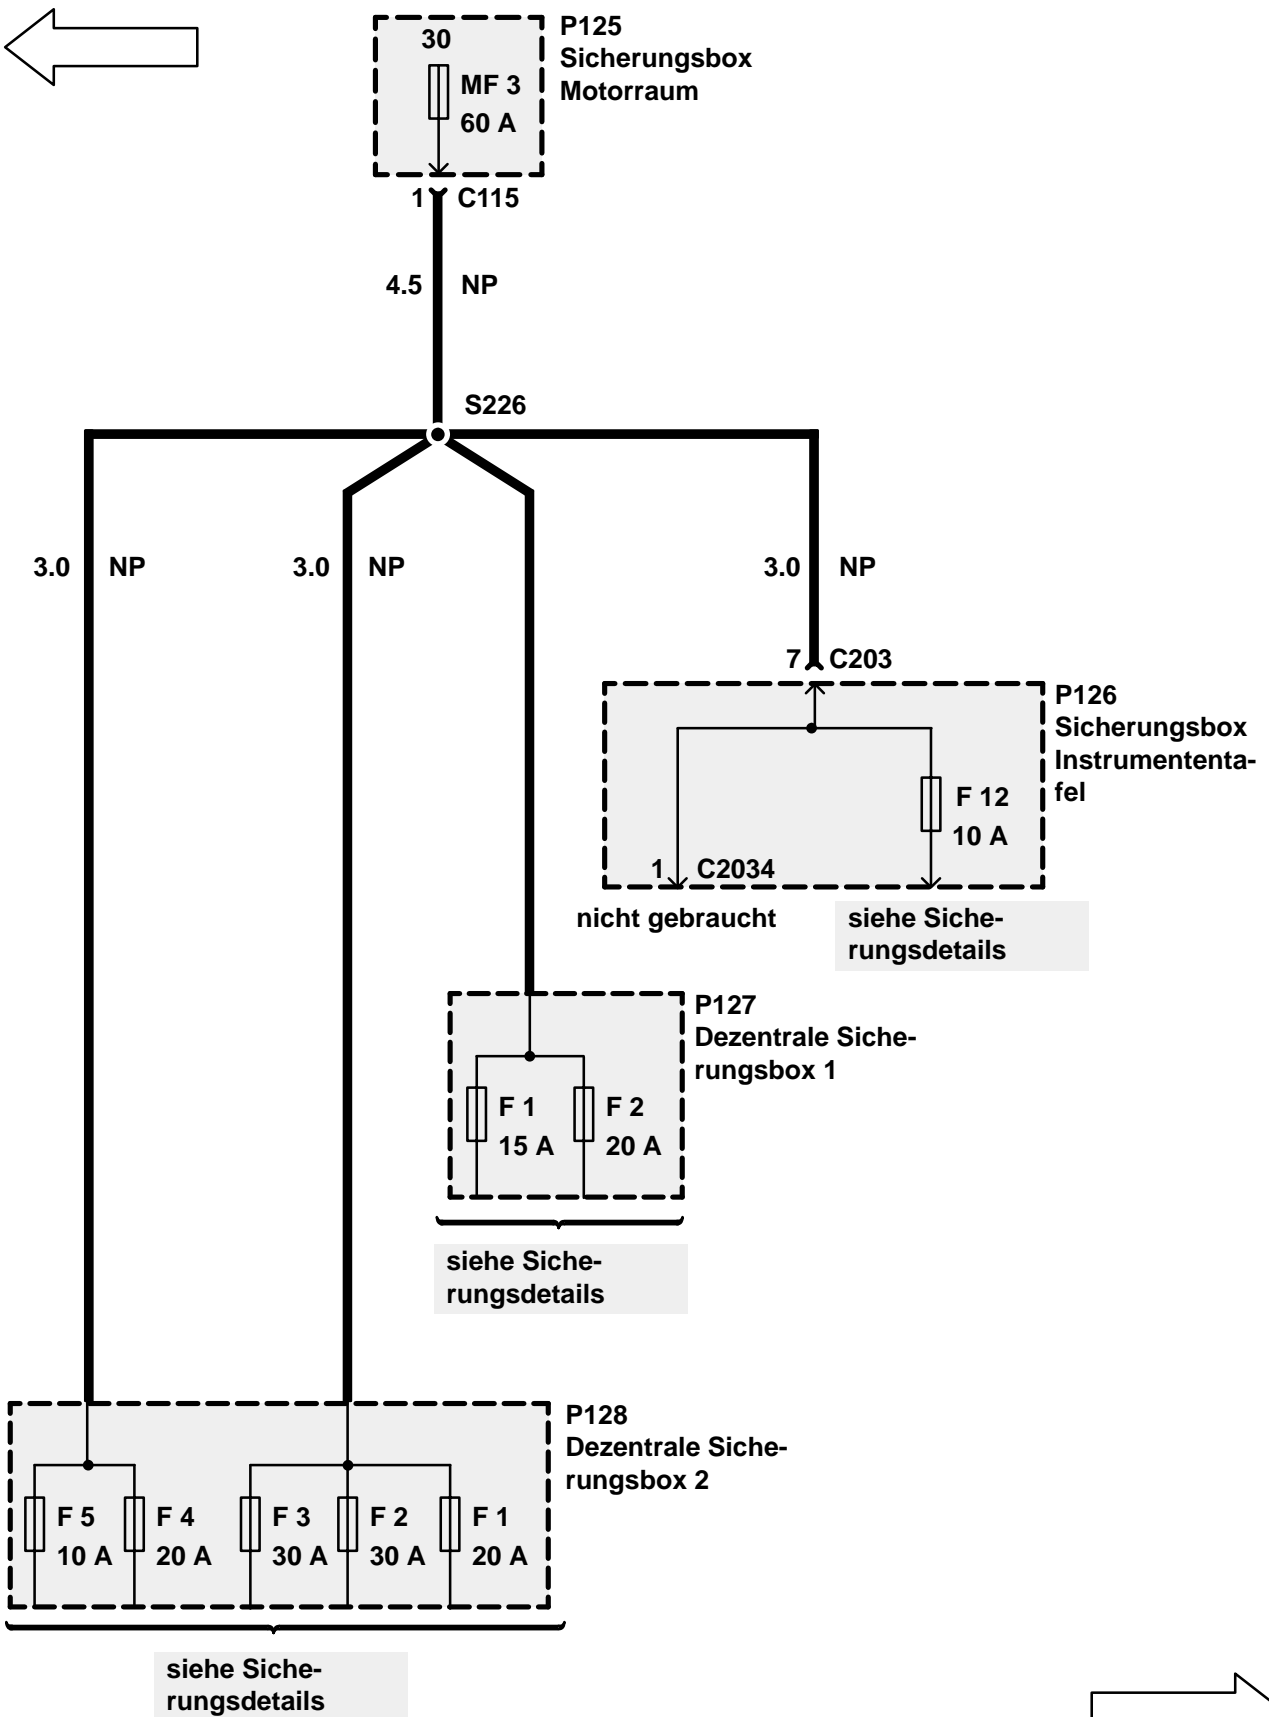 P125
Sicherungsbox
Motorraum
30
MF 3
60 A
1 C115
4.5 NP
S226
3.0 NP 3.0 NP 3.0 NP
7 C203
P126
Sicherungsbox
Instrumententa-
fel
F 12
10 A
1 C2034
nicht gebraucht
siehe Siche-
rungsdetails
P127
Dezentrale Siche-
rungsbox 1
F 1 F 2
15 A 20 A
siehe Siche-
rungsdetails
P128
Dezentrale Siche-
rungsbox 2
F 5 F 4 F 3 F 2 F 1
10 A 20 A 30 A 30 A 20 A
siehe Siche-
rungsdetails